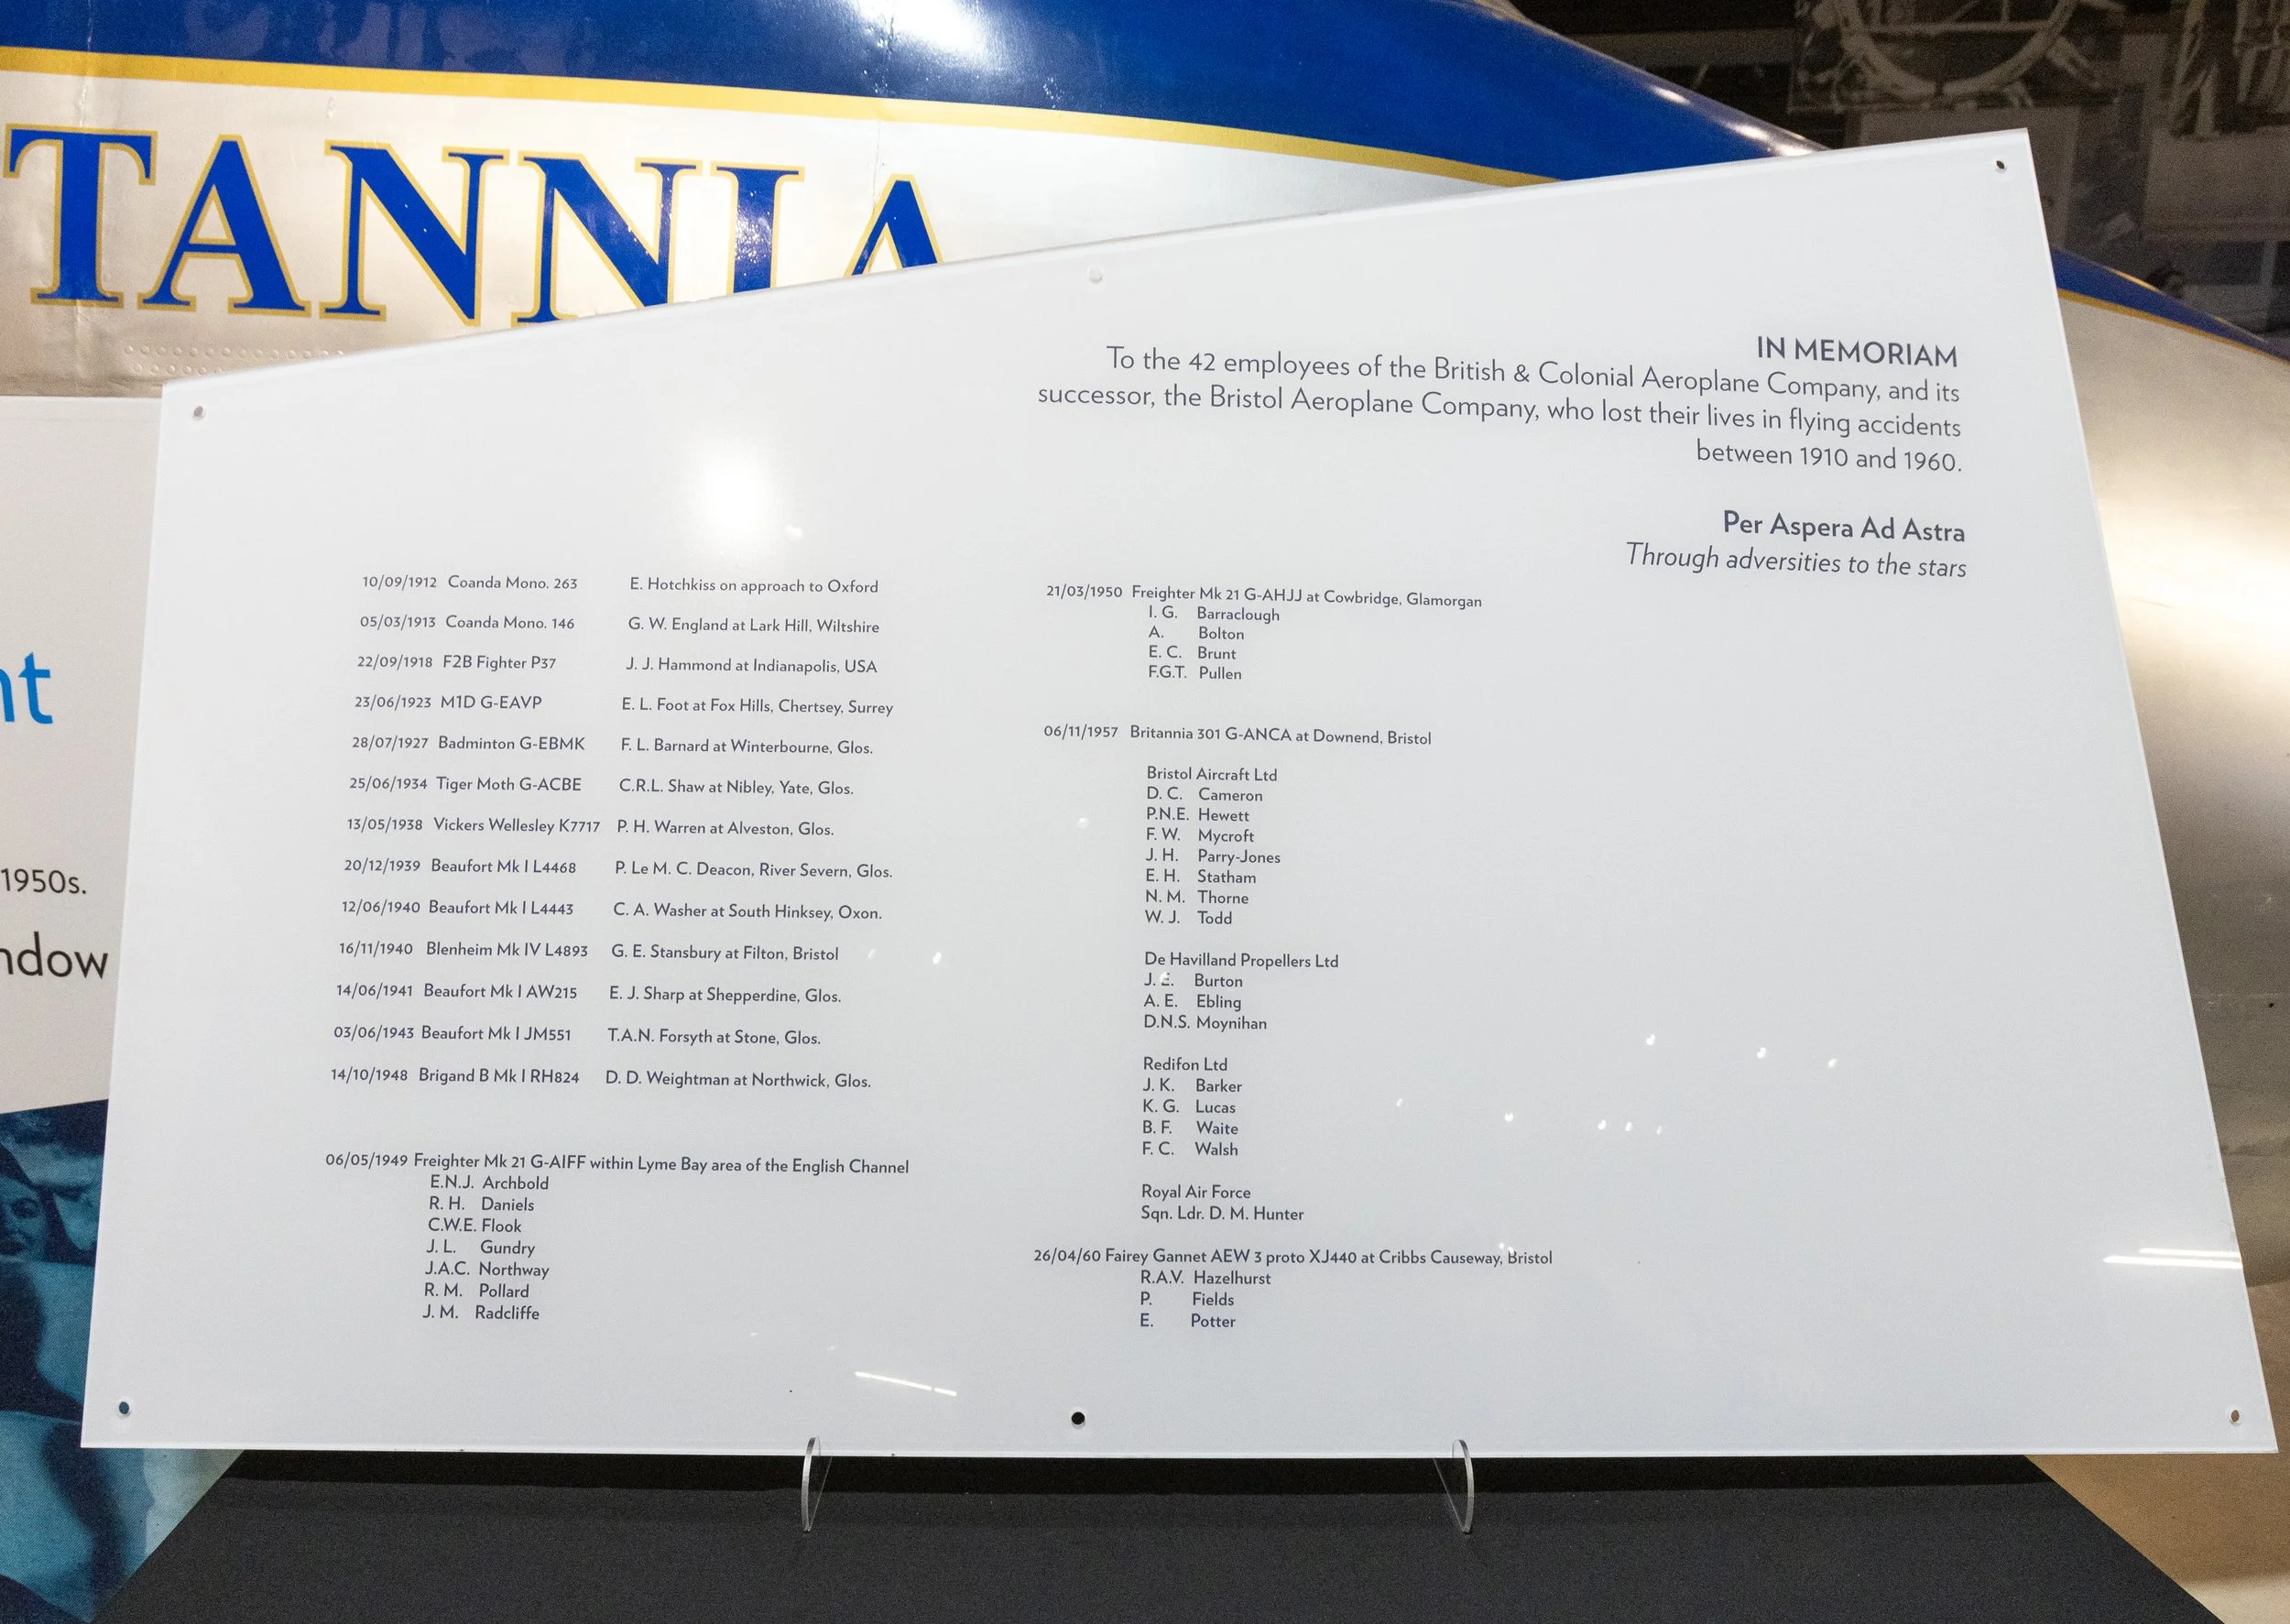 TANNIA
nt
1950s.
ndow
IN MEMORIAM
To the 42 employees of the British & Colonial Aeroplane Company, and its
successor, the Bristol Aeroplane Company, who lost their lives in flying accidents
between 1910 and 1960.
Per Aspera Ad Astra
Through adversities to the stars
10/09/1912 Coanda Mono. 263 E. Hotchkiss on approach to Oxford
05/03/1913 Coanda Mono. 146 G. W. England at Lark Hill, Wiltshire
22/09/1918 F2B Fighter P37 J. J. Hammond at Indianapolis, USA
23/06/1923 M1D G-EAVP E. L. Foot at Fox Hills, Chertsey, Surrey
28/07/1927 Badminton G-EBMK F. L. Barnard at Winterbourne, Glos.
25/06/1934 Tiger Moth G-ACBE C.R.L. Shaw at Nibley, Yate, Glos.
13/05/1938 Vickers Wellesley K7717 P. H. Warren at Alveston, Glos.
20/12/1939 Beaufort Mk I L4468 P. Le M. C. Deacon, River Severn, Glos.
12/06/1940 Beaufort Mk I L4443 C. A. Washer at South Hinksey, Oxon.
16/11/1940 Blenheim Mk IV L4893 G. E. Stansbury at Filton, Bristol
14/06/1941 Beaufort Mk I AW215 E. J. Sharp at Shepperdine, Glos.
03/06/1943 Beaufort Mk I JM551 T.A.N. Forsyth at Stone, Glos.
14/10/1948 Brigand B Mk I RH824 D. D. Weightman at Northwick, Glos.
06/05/1949 Freighter Mk 21 G-AIFF within Lyme Bay area of the English Channel
E.N.J. Archbold
R. H. Daniels
C.W.E. Flook
J. L. Gundry
J.A.C. Northway
R. M. Pollard
J. M. Radcliffe
21/03/1950 Freighter Mk 21 G-AHJJ at Cowbridge, Glamorgan
I. G. Barraclough
A. Bolton
E. C. Brunt
F.G.T. Pullen
06/11/1957 Britannia 301 G-ANCA at Downend, Bristol
Bristol Aircraft Ltd
D. C. Cameron
P.N.E. Hewett
F. W. Mycroft
J. H. Parry-Jones
E. H. Statham
N. M. Thorne
W. J. Todd
De Havilland Propellers Ltd
J. E. Burton
A. E. Ebling
D.N.S. Moynihan
Redifon Ltd
J. K. Barker
K. G. Lucas
B. F. Waite
F. C. Walsh
Royal Air Force
Sqn. Ldr. D. M. Hunter
26/04/60 Fairey Gannet AEW 3 proto XJ440 at Cribbs Causeway, Bristol
R.A.V. Hazelhurst
P. Fields
E. Potter